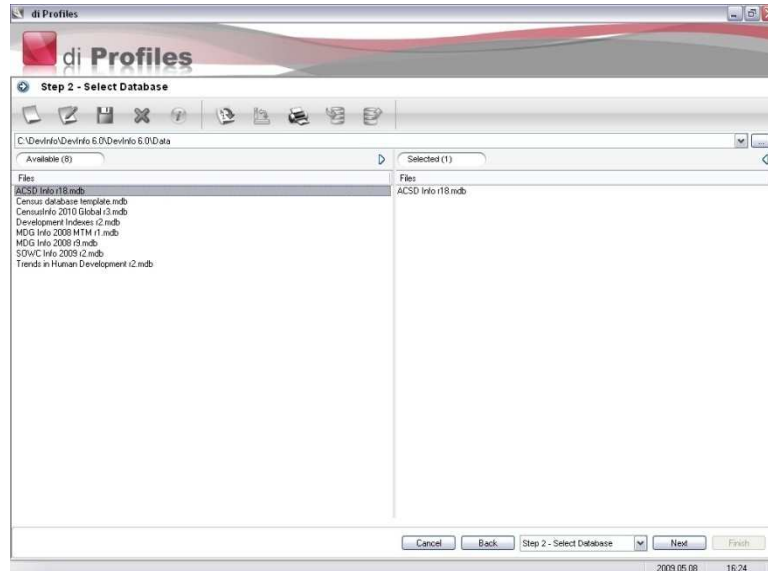 di Profiles
di Profiles
Step 2 - Select Database
C:\DevInfo\DevInfo 6.0\DevInfo 6.0\Data
...
Available (8)
Selected (1)
Files
Files
ACSD Info r18.mdb
ACSD Info r18.mdb
Census database template.mdb
CensusInfo 2010 Global r3.mdb
Development Indexes r2.mdb
MDG Info 2008 MTM r1.mdb
MDG Info 2008 r9.mdb
SOWC Info 2009 r2.mdb
Trends in Human Development r2.mdb
Cancel Back Step 2 - Select Database Next Finish
2009.05.08 16:24